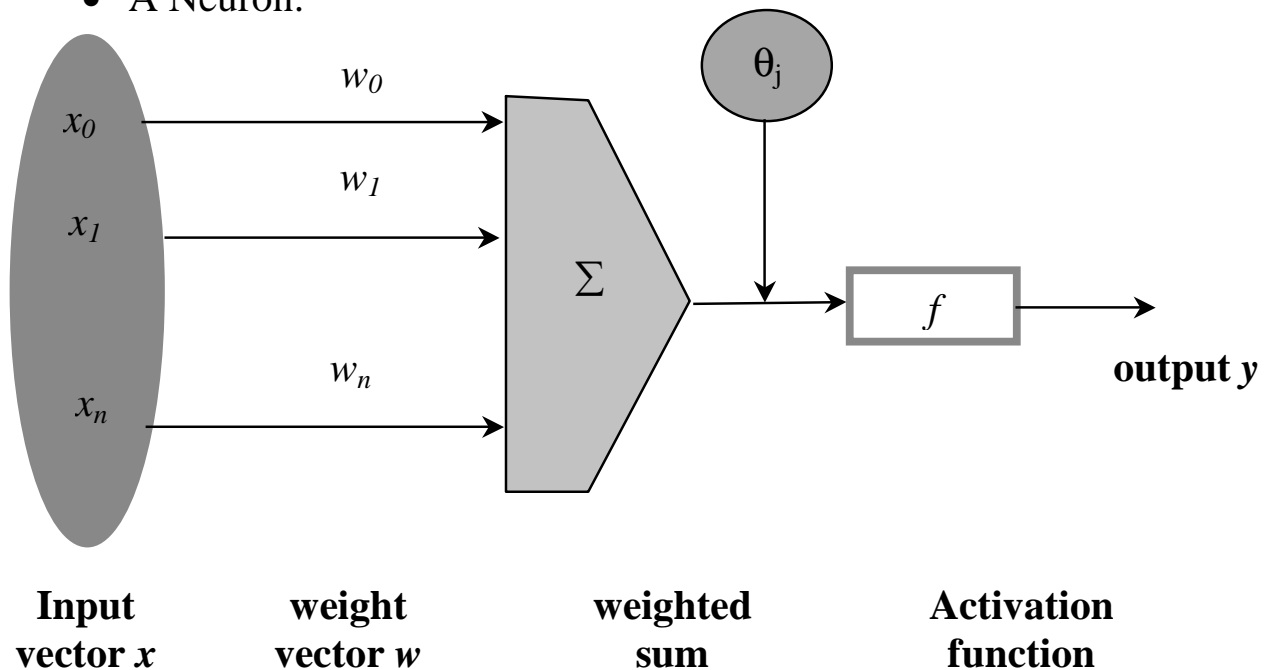 • A Neuron:
θj
w0
x0
w1
x1
Σ
f
wn
output y
xn
Input vector x
weight vector w
weighted sum
Activation function